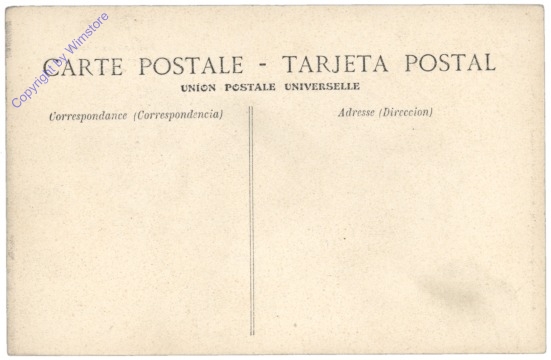 Copyright by Wimstore
CARTE POSTALE - TARJETA POSTAL
UNION POSTALE UNIVERSELLE
Correspondance (Correspondencia)
Adresse (Direccion)